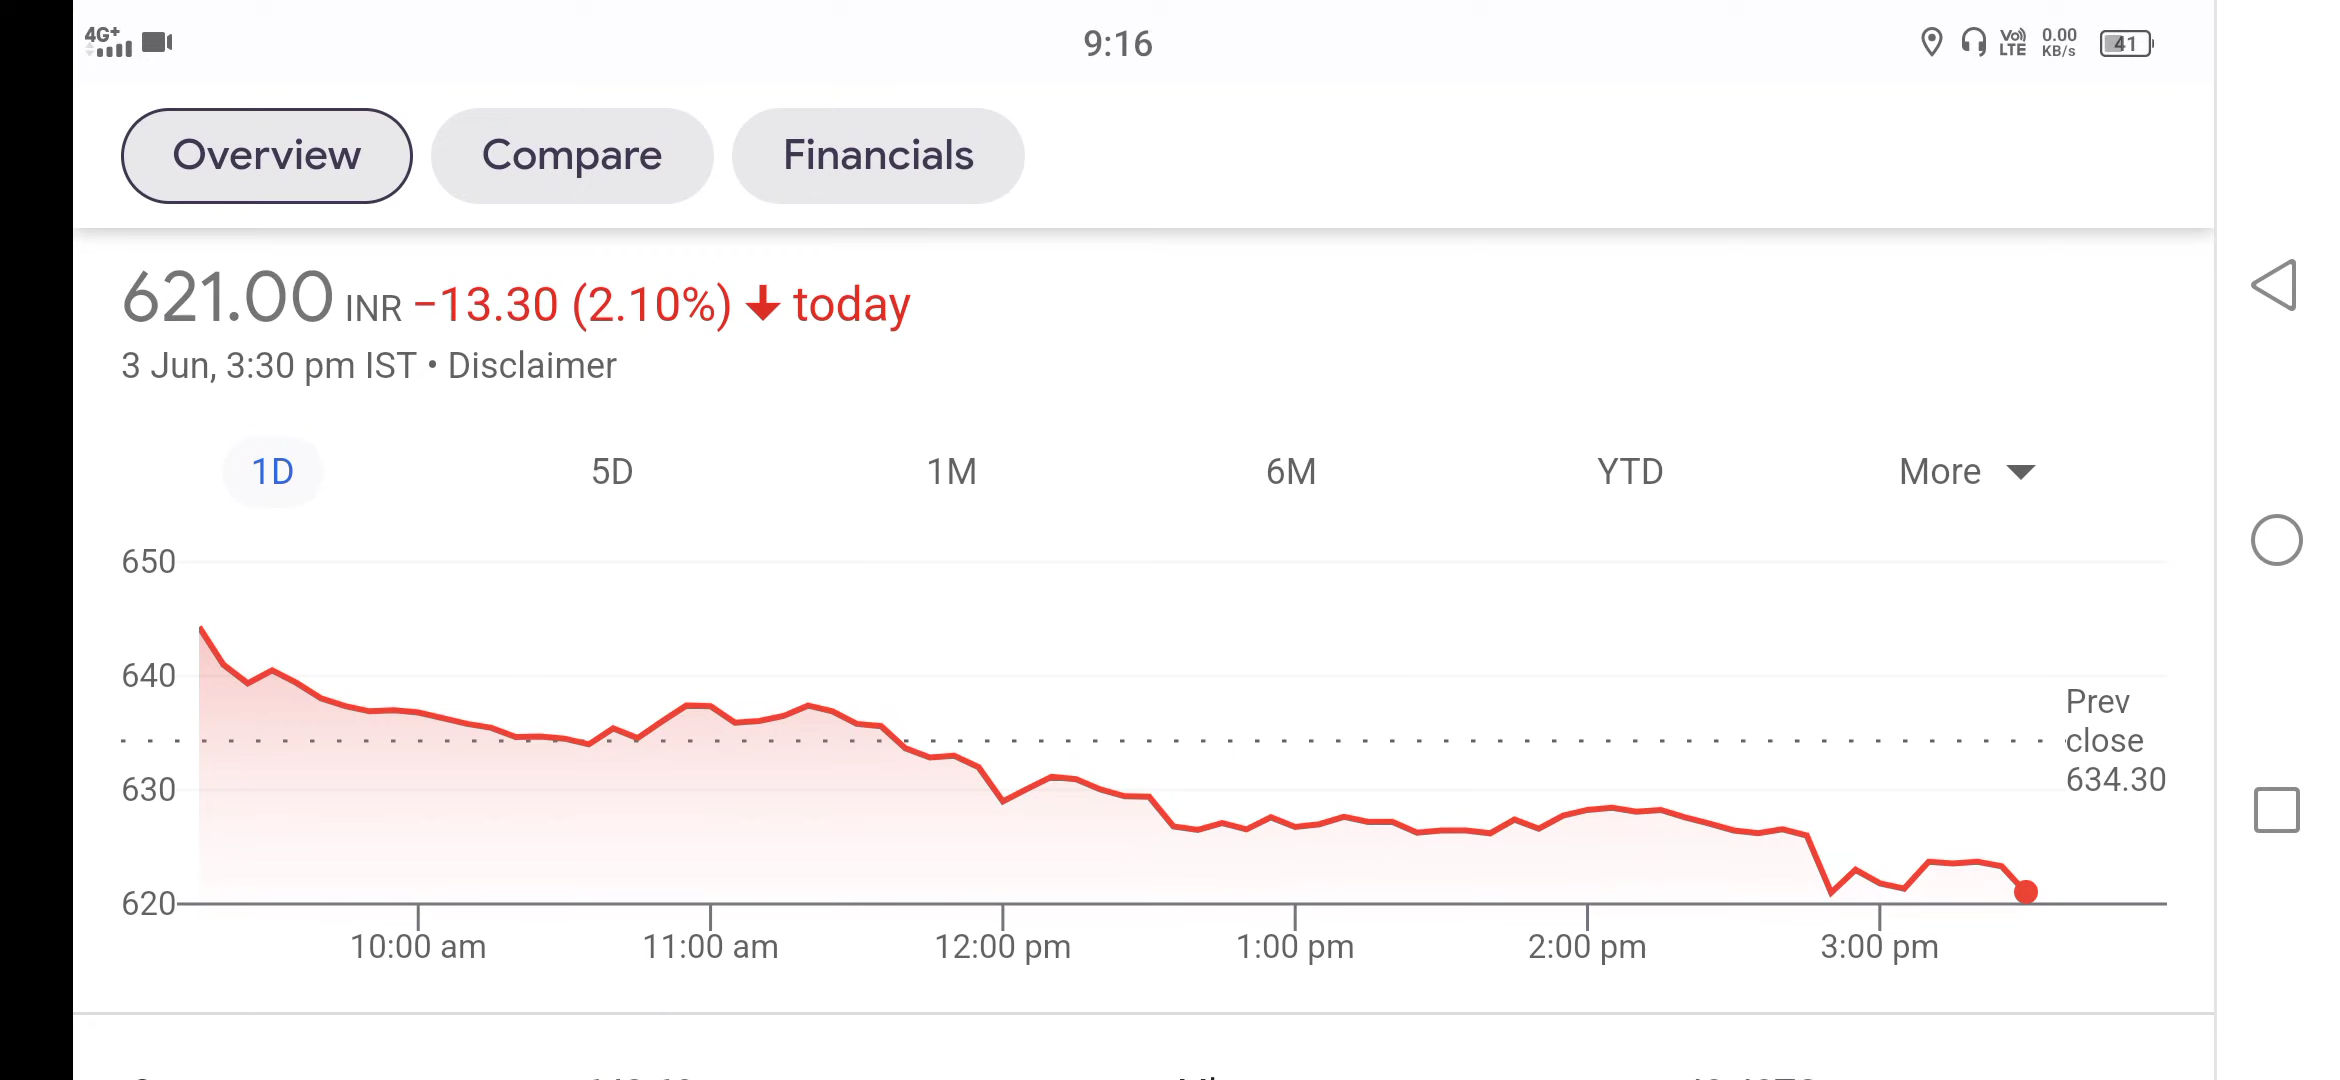 4G+ 9:16 Vo) LTE 0.00 KB/s 41
Overview Compare Financials
621.00 INR −13.30 (2.10%) today
3 Jun, 3:30 pm IST • Disclaimer
1D 5D 1M 6M YTD More
650
640
Prev
close
634.30
630
620
10:00 am 11:00 am 12:00 pm 1:00 pm 2:00 pm 3:00 pm